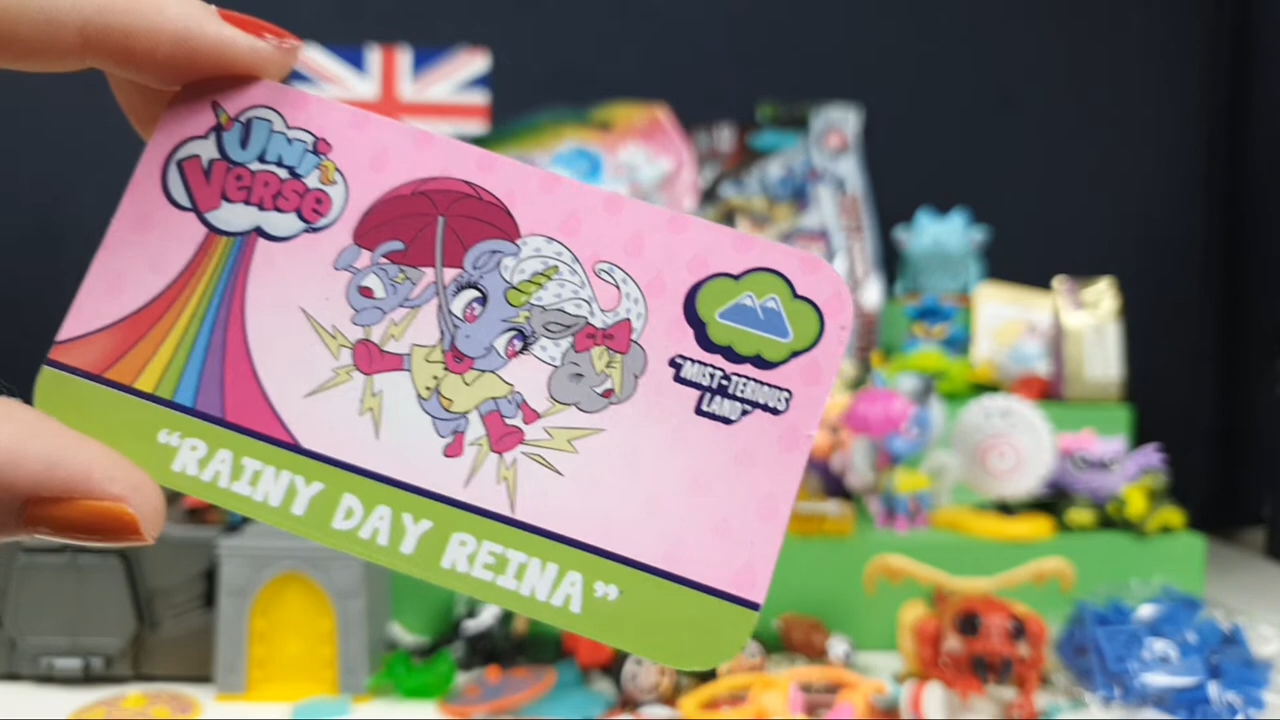 UNi
VeRse
"MIST-TERIOUS
LAND"
"RAINY DAY REINA"